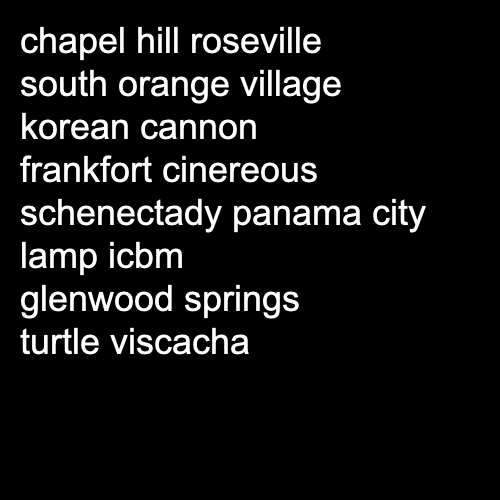 chapel hill roseville
south orange village
korean cannon
frankfort cinereous
schenectady panama city
lamp icbm
glenwood springs
turtle viscacha